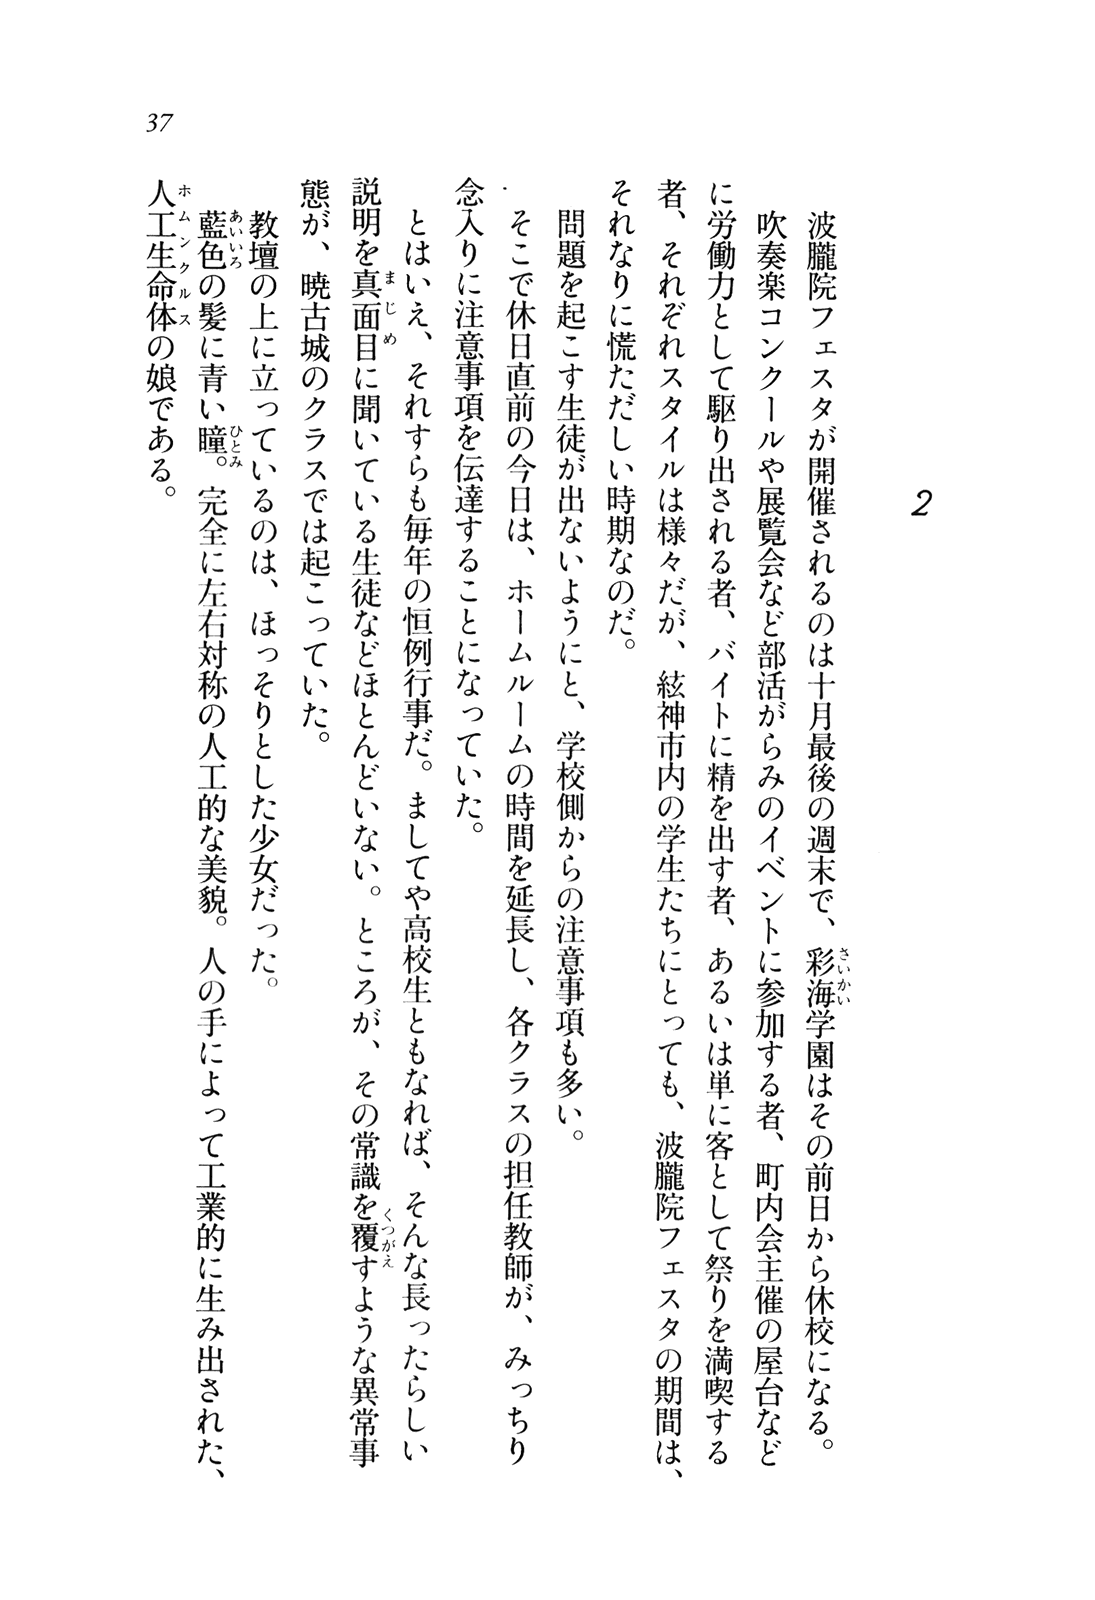 37
2
波朧院フェスタが開催されるのは十月最後の週末で、彩海学園はその前日から休校になる。
吹奏楽コンクールや展覧会など部活がらみのイベントに参加する者、町内会主催の屋台など
に労働力として駆り出される者、バイトに精を出す者、あるいは単に客として祭りを満喫する
者、それぞれスタイルは様々だが、絃神市内の学生たちにとっても、波朧院フェスタの期間は、
それなりに慌ただしい時期なのだ。
問題を起こす生徒が出ないようにと、学校側からの注意事項も多い。
そこで休日直前の今日は、ホームルームの時間を延長し、各クラスの担任教師が、みっちり
念入りに注意事項を伝達することになっていた。
とはいえ、それすらも毎年の恒例行事だ。ましてや高校生ともなれば、そんな長ったらしい
説明を真面目に聞いている生徒などほとんどいない。ところが、その常識を覆すような異常事
態が、暁古城のクラスでは起こっていた。
教壇の上に立っているのは、ほっそりとした少女だった。
藍色の髪に青い瞳。完全に左右対称の人工的な美貌。人の手によって工業的に生み出された、
人工生命体の娘である。
さいかい
まじめ
くつがえ
あいいろ
ひとみ
ホムンクルス